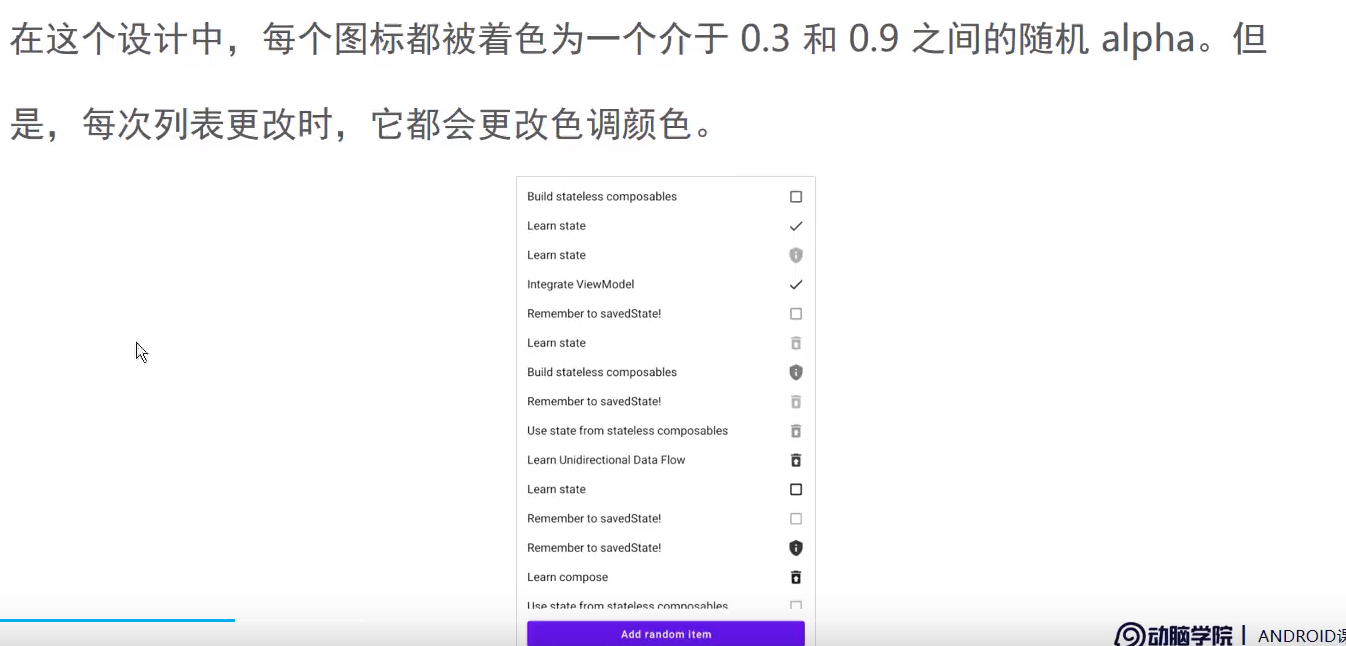 在这个设计中，每个图标都被着色为一个介于 0.3 和 0.9 之间的随机 alpha。但
是，每次列表更改时，它都会更改色调颜色。
Build stateless composables
Learn state
Learn state
Integrate ViewModel
Remember to savedState!
Learn state
Build stateless composables
Remember to savedState!
Use state from stateless composables
Learn Unidirectional Data Flow
Learn state
Remember to savedState!
Remember to savedState!
Learn compose
Use state from stateless composables
Add random item
动脑学院 | ANDROID课